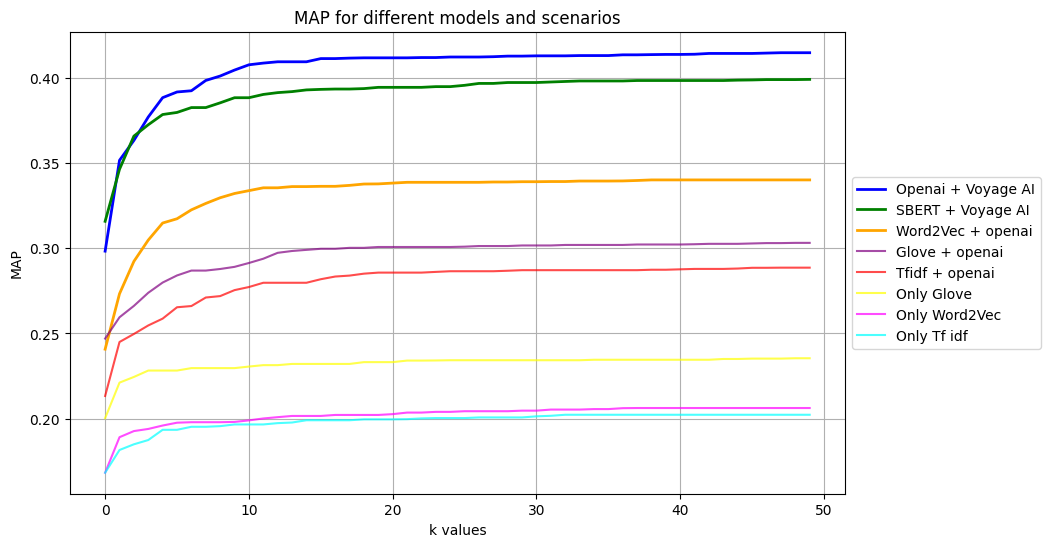 MAP for different models and scenarios
MAP
0.40
0.35
0.30
0.25
0.20
0
10
20
30
40
50
k values
Openai + Voyage AI
SBERT + Voyage AI
Word2Vec + openai
Glove + openai
Tfidf + openai
Only Glove
Only Word2Vec
Only Tf idf